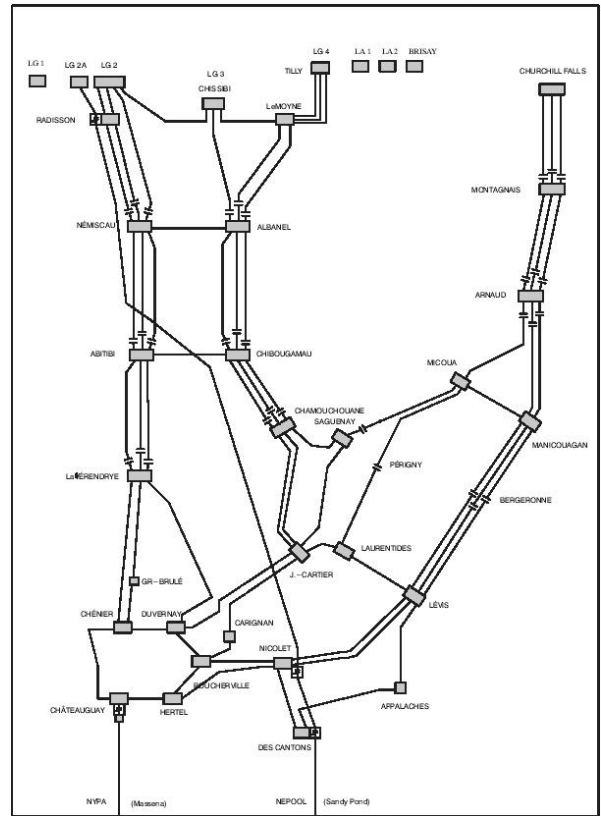 LG 1
LG 2A
LG 2
LG 3
CHISSIBI
LG 4
TILLY
LA 1
LA 2
BRISAY
CHURCHILL FALLS
RADISSON
LeMOYNE
MONTAGNAIS
NÉMISCAU
ALBANEL
ARNAUD
ABITIBI
CHIBOUGAMAU
MICOUA
CHAMOUCHOUANE
SAGUENAY
MANICOUAGAN
PÉRIGNY
LaVÉRENDRYE
BERGERONNE
LAURENTIDES
J.-CARTIER
GR-BRULÉ
LÉVIS
CHÉNIER
DUVERNAY
CARIGNAN
NICOLET
BOUCHERVILLE
APPALACHES
CHÂTEAUGUAY
HERTEL
DES CANTONS
NYPA
(Massena)
NEPOOL
(Sandy Pond)